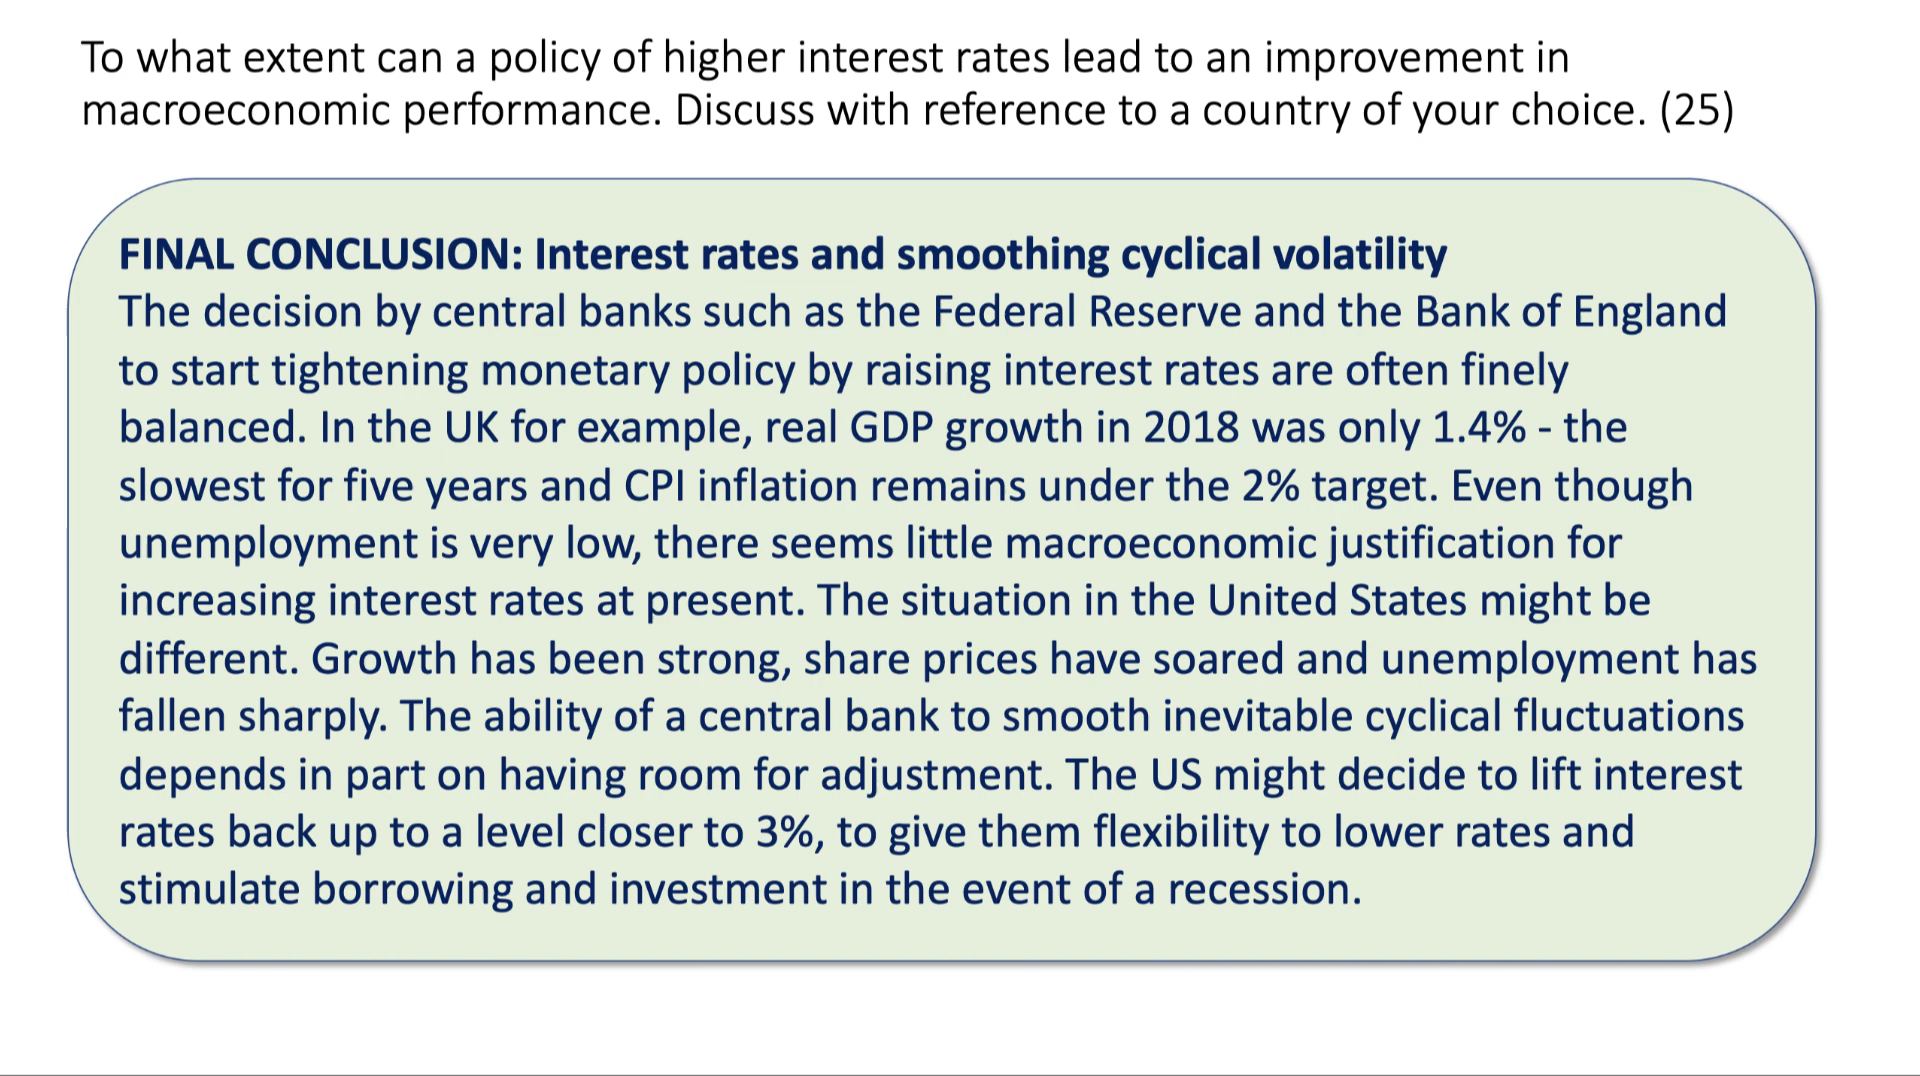 To what extent can a policy of higher interest rates lead to an improvement in
macroeconomic performance. Discuss with reference to a country of your choice. (25)
FINAL CONCLUSION: Interest rates and smoothing cyclical volatility
The decision by central banks such as the Federal Reserve and the Bank of England
to start tightening monetary policy by raising interest rates are often finely
balanced. In the UK for example, real GDP growth in 2018 was only 1.4% - the
slowest for five years and CPI inflation remains under the 2% target. Even though
unemployment is very low, there seems little macroeconomic justification for
increasing interest rates at present. The situation in the United States might be
different. Growth has been strong, share prices have soared and unemployment has
fallen sharply. The ability of a central bank to smooth inevitable cyclical fluctuations
depends in part on having room for adjustment. The US might decide to lift interest
rates back up to a level closer to 3%, to give them flexibility to lower rates and
stimulate borrowing and investment in the event of a recession.